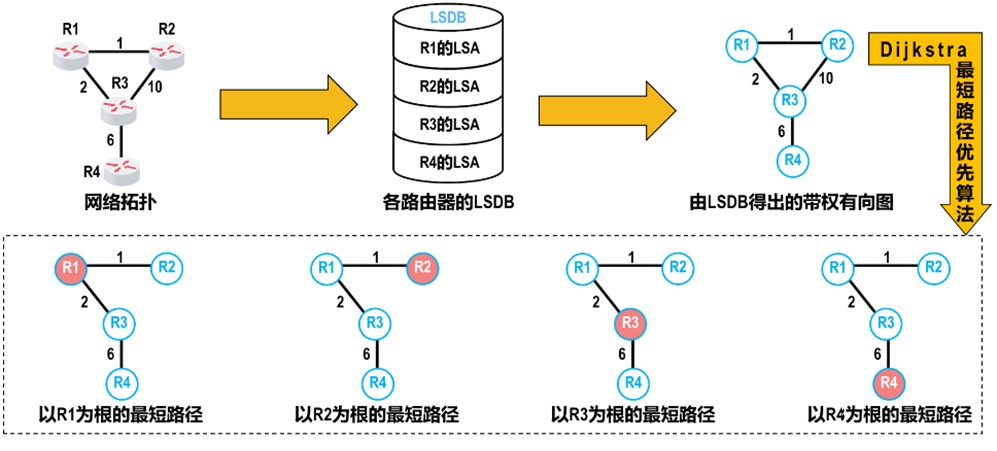 R1
R2
1
2
R3
10
6
R4
网络拓扑
LSDB
R1的LSA
R2的LSA
R3的LSA
R4的LSA
各路由器的LSDB
1
R1
R2
2
10
R3
6
R4
由LSDB得出的带权有向图
Dijkstra
最短路径优先算法
R1
1
R2
2
R3
6
R4
以R1为根的最短路径
R1
1
R2
2
R3
6
R4
以R2为根的最短路径
R1
1
R2
2
R3
6
R4
以R3为根的最短路径
R1
1
R2
2
R3
6
R4
以R4为根的最短路径